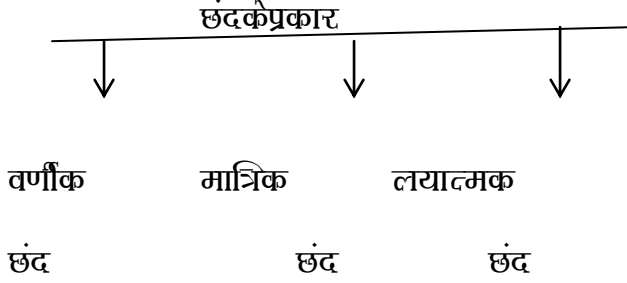 छंदकेप्रकार
वर्णीक मात्रिक लयात्मक
छंद छंद छंद